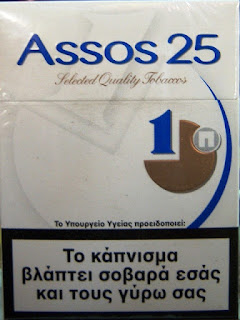 ASSOS 25
Selected Quality Tobaccos
1
Το Υπουργείο Υγείας προειδοποιεί:
Το κάπνισμα
βλάπτει σοβαρά εσάς
και τους γύρω σας